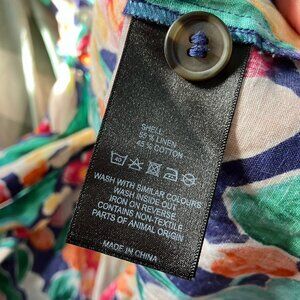 SHELL:
55% LINEN
45% COTTON
WASH WITH SIMILAR COLOURS
WASH INSIDE OUT
IRON ON REVERSE
CONTAINS NON-TEXTILE
PARTS OF ANIMAL ORIGIN
MADE IN CHINA